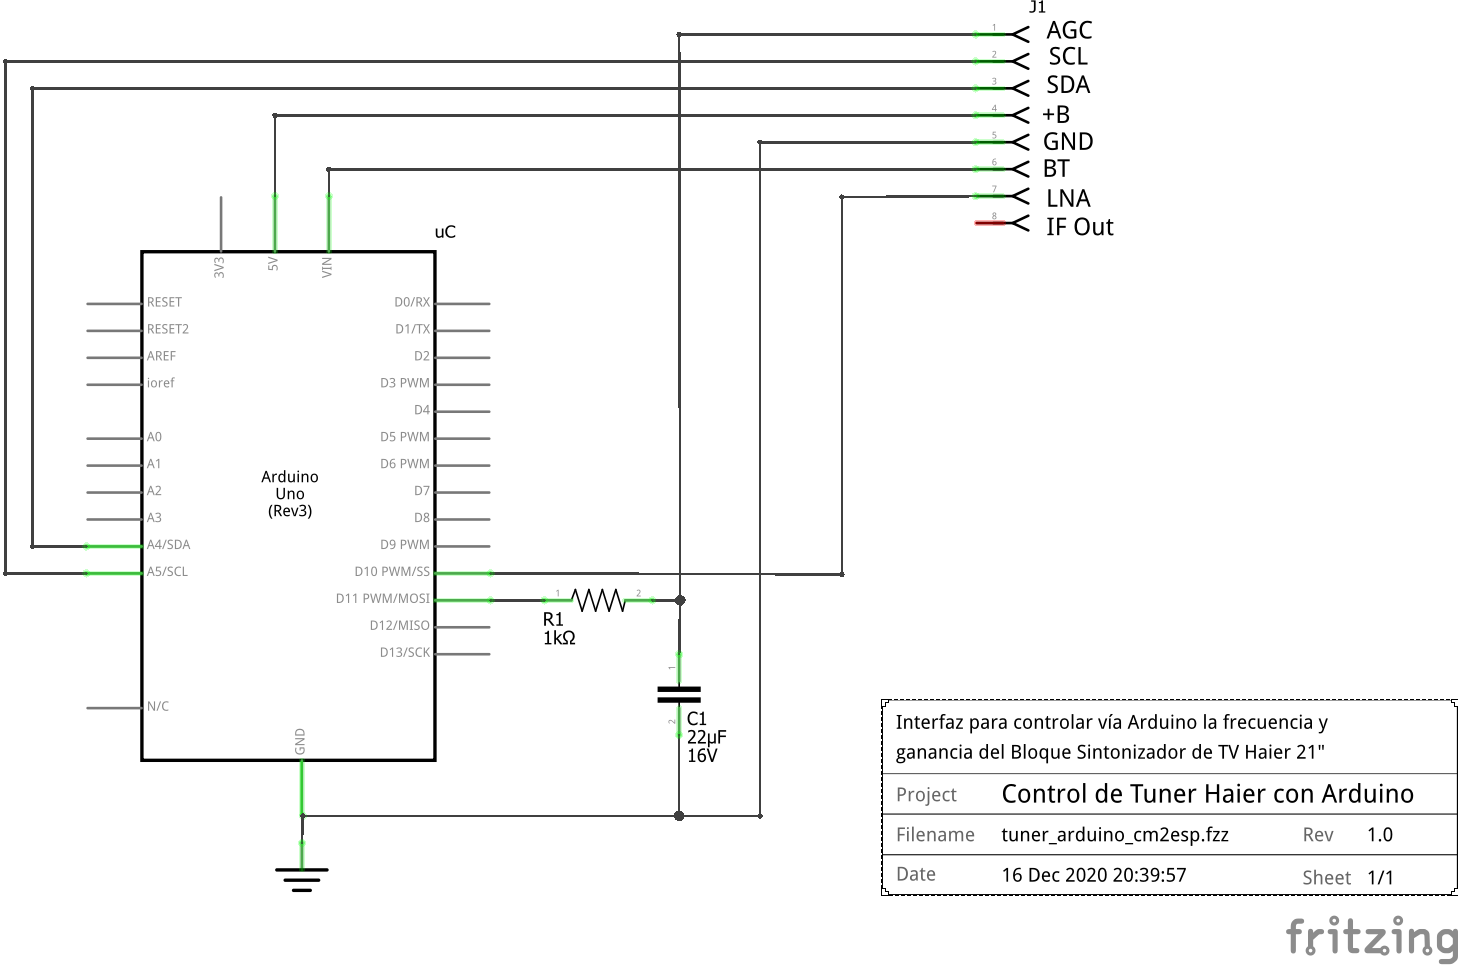 J1
1 AGC
2 SCL
3 SDA
4 +B
5 GND
6 BT
7 LNA
8 IF Out
uC
3V3
5V
VIN
RESET
RESET2
AREF
ioref
A0
A1
A2
A3
A4/SDA
A5/SCL
N/C
Arduino
Uno
(Rev3)
D0/RX
D1/TX
D2
D3 PWM
D4
D5 PWM
D6 PWM
D7
D8
D9 PWM
D10 PWM/SS
D11 PWM/MOSI
D12/MISO
D13/SCK
GND
1 2
R1
1kΩ
1
2
C1
22µF
16V
Interfaz para controlar vía Arduino la frecuencia y
ganancia del Bloque Sintonizador de TV Haier 21"
Project Control de Tuner Haier con Arduino
Filename tuner_arduino_cm2esp.fzz Rev 1.0
Date 16 Dec 2020 20:39:57 Sheet 1/1
fritzing